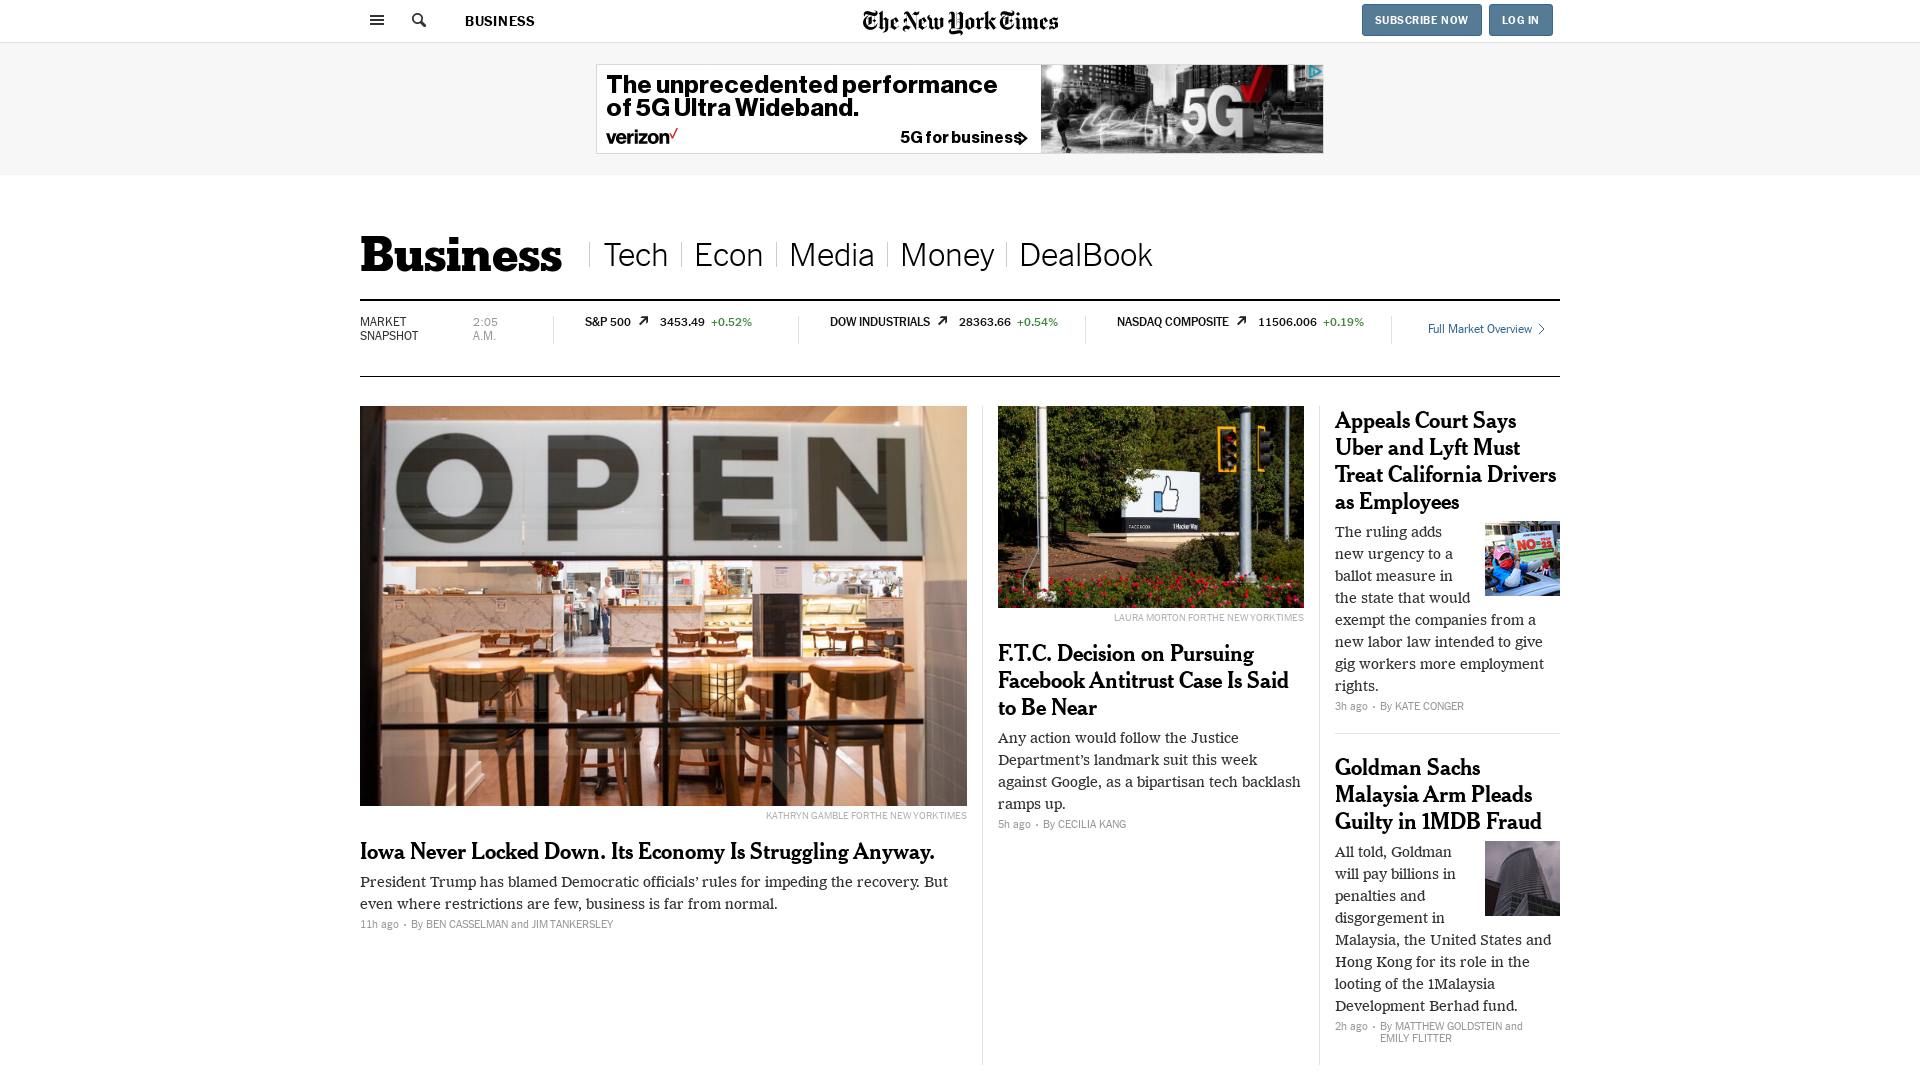 BUSINESS
The New York Times
SUBSCRIBE NOW
LOG IN
The unprecedented performance
of 5G Ultra Wideband.
verizon
5G for business
5G
Business
Tech
Econ
Media
Money
DealBook
MARKET
SNAPSHOT
2:05
A.M.
S&P 500 3453.49 +0.52%
DOW INDUSTRIALS 28363.66 +0.54%
NASDAQ COMPOSITE 11506.006 +0.19%
Full Market Overview
OPEN
KATHRYN GAMBLE FOR THE NEW YORK TIMES
Iowa Never Locked Down. Its Economy Is Struggling Anyway.
President Trump has blamed Democratic officials’ rules for impeding the recovery. But
even where restrictions are few, business is far from normal.
11h ago • By BEN CASSELMAN and JIM TANKERSLEY
FACEBOOK 1 Hacker Way
LAURA MORTON FOR THE NEW YORK TIMES
F.T.C. Decision on Pursuing
Facebook Antitrust Case Is Said
to Be Near
Any action would follow the Justice
Department’s landmark suit this week
against Google, as a bipartisan tech backlash
ramps up.
5h ago • By CECILIA KANG
Appeals Court Says
Uber and Lyft Must
Treat California Drivers
as Employees
The ruling adds
new urgency to a
ballot measure in
the state that would
exempt the companies from a
new labor law intended to give
gig workers more employment
rights.
NO
22
3h ago • By KATE CONGER
Goldman Sachs
Malaysia Arm Pleads
Guilty in 1MDB Fraud
All told, Goldman
will pay billions in
penalties and
disgorgement in
Malaysia, the United States and
Hong Kong for its role in the
looting of the 1Malaysia
Development Berhad fund.
2h ago • By MATTHEW GOLDSTEIN and
EMILY FLITTER